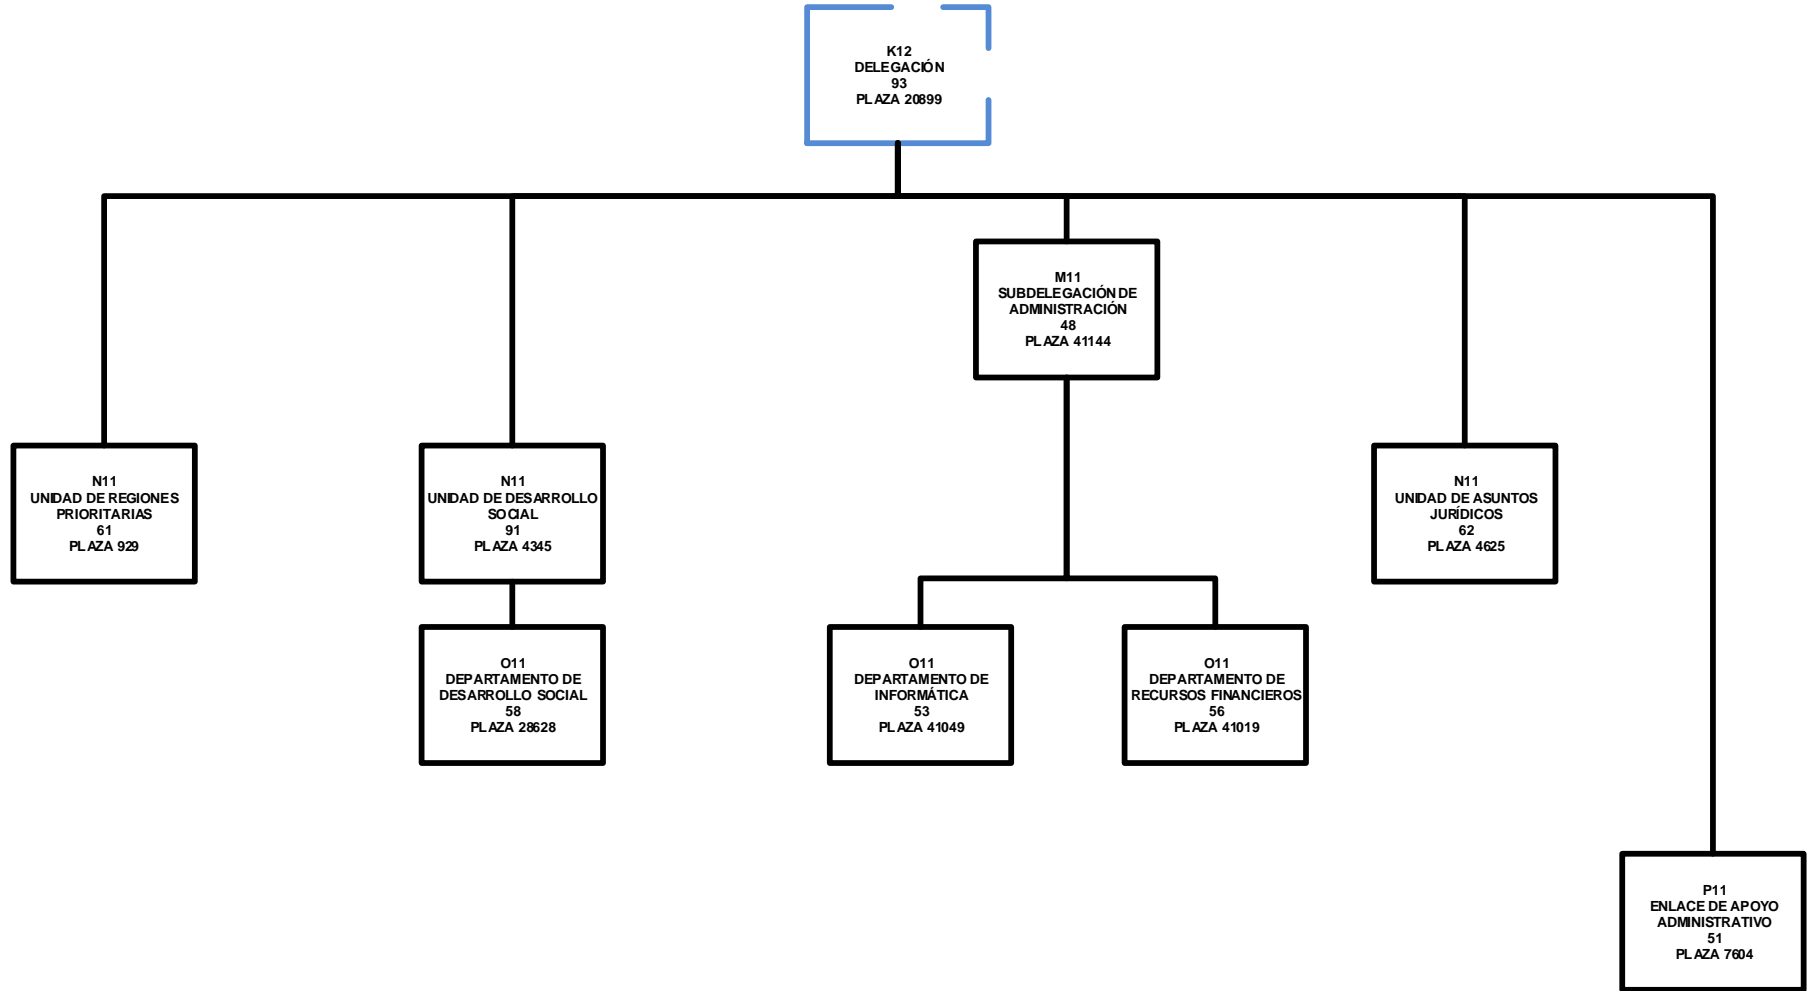 K12
DELEGACIÓN
93
PLAZA 20899
M11
SUBDELEGACIÓN DE
ADMINISTRACIÓN
48
PLAZA 41144
N11
UNIDAD DE REGIONES
PRIORITARIAS
61
PLAZA 929
N11
UNIDAD DE DESARROLLO
SOCIAL
91
PLAZA 4345
N11
UNIDAD DE ASUNTOS
JURÍDICOS
62
PLAZA 4625
O11
DEPARTAMENTO DE
DESARROLLO SOCIAL
58
PLAZA 28628
O11
DEPARTAMENTO DE
INFORMÁTICA
53
PLAZA 41049
O11
DEPARTAMENTO DE
RECURSOS FINANCIEROS
56
PLAZA 41019
P11
ENLACE DE APOYO
ADMINISTRATIVO
51
PLAZA 7604